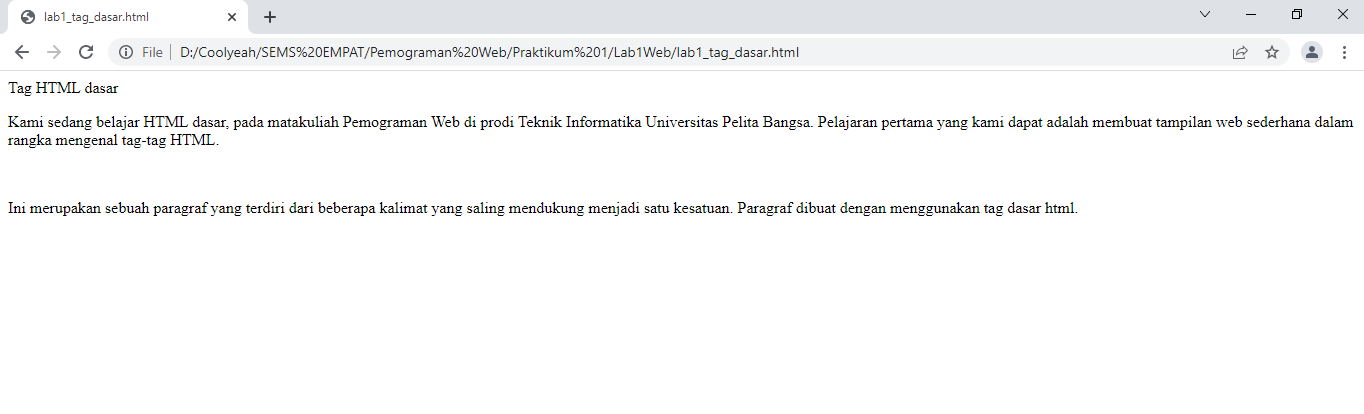 lab1_tag_dasar.html
File | D:/Coolyeah/SEMS%20EMPAT/Pemograman%20Web/Praktikum%201/Lab1Web/lab1_tag_dasar.html
Tag HTML dasar
Kami sedang belajar HTML dasar, pada matakuliah Pemograman Web di prodi Teknik Informatika Universitas Pelita Bangsa. Pelajaran pertama yang kami dapat adalah membuat tampilan web sederhana dalam
rangka mengenal tag-tag HTML.
Ini merupakan sebuah paragraf yang terdiri dari beberapa kalimat yang saling mendukung menjadi satu kesatuan. Paragraf dibuat dengan menggunakan tag dasar html.